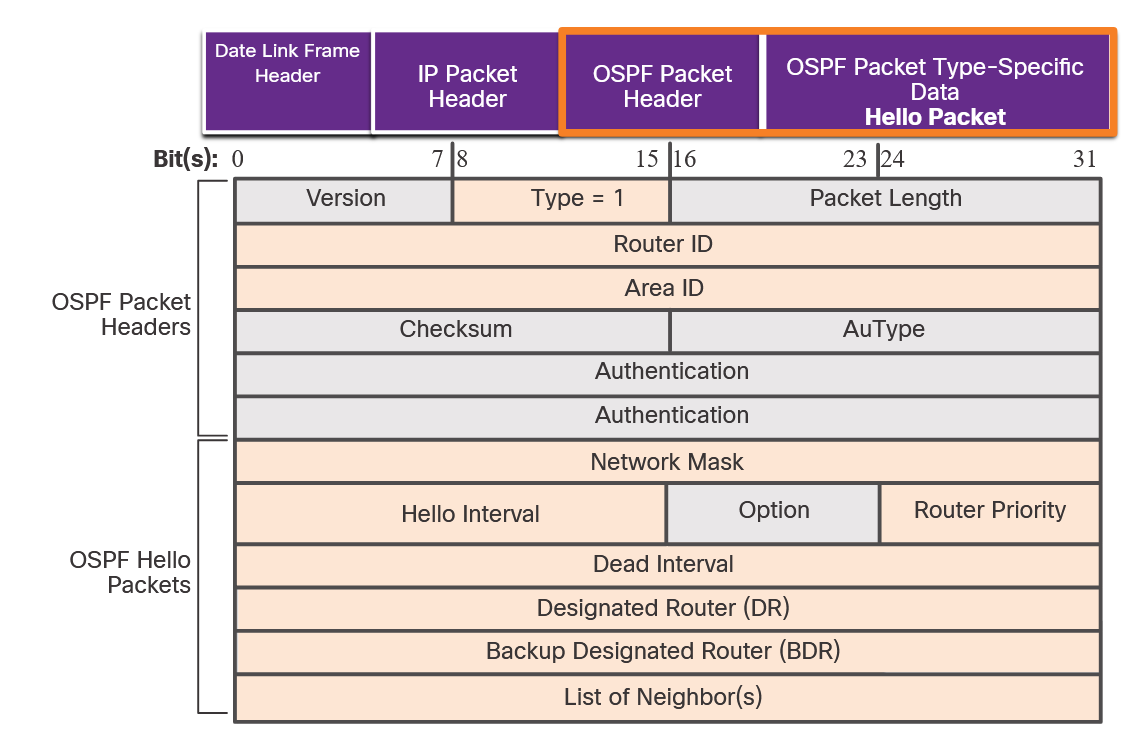 Date Link Frame
Header
IP Packet
Header
OSPF Packet
Header
OSPF Packet Type-Specific
Data
Hello Packet
Bit(s): 0 7 8 15 16 23 24 31
Version Type = 1 Packet Length
Router ID
Area ID
OSPF Packet
Headers
Checksum AuType
Authentication
Authentication
Network Mask
Hello Interval Option Router Priority
OSPF Hello
Packets
Dead Interval
Designated Router (DR)
Backup Designated Router (BDR)
List of Neighbor(s)